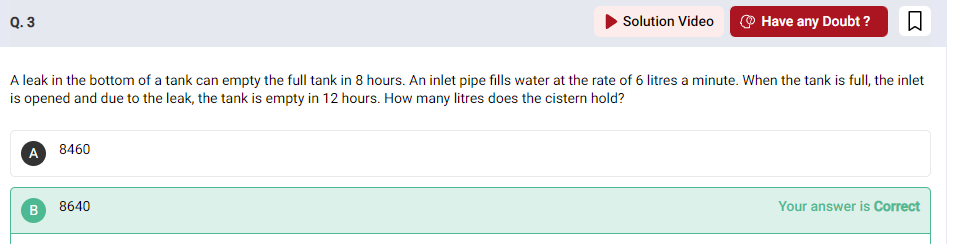 Q. 3
Solution Video
Have any Doubt ?
A leak in the bottom of a tank can empty the full tank in 8 hours. An inlet pipe fills water at the rate of 6 litres a minute. When the tank is full, the inlet
is opened and due to the leak, the tank is empty in 12 hours. How many litres does the cistern hold?
A
8460
B
8640
Your answer is Correct